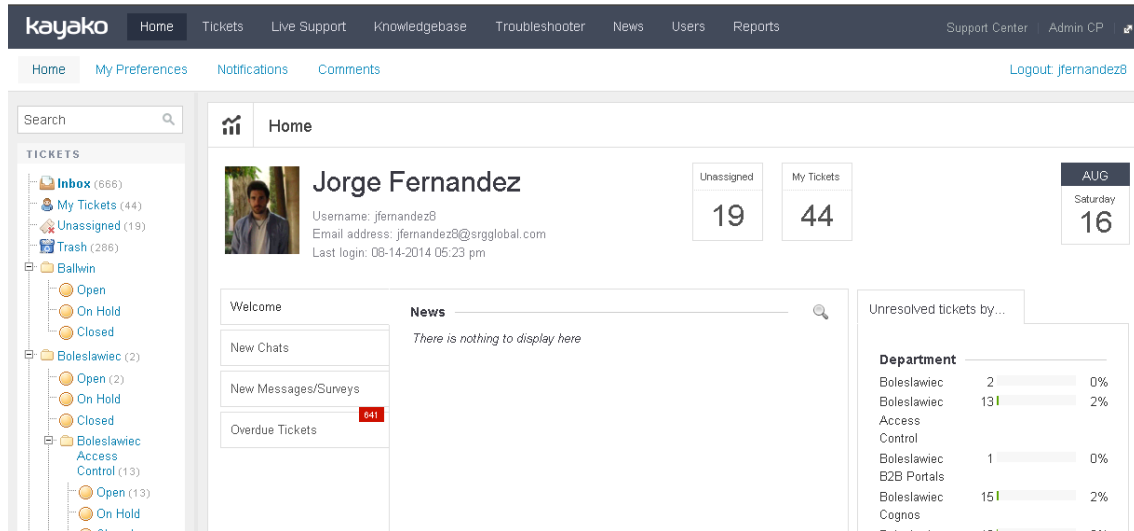 kayako Home Tickets Live Support Knowledgebase Troubleshooter News Users Reports Support Center Admin CP
Home My Preferences Notifications Comments Logout: jfernandez8
Search
Home
TICKETS
Inbox (666)
My Tickets (44)
Unassigned (19)
Trash (286)
Ballwin
Open
On Hold
Closed
Boleslawiec (2)
Open (2)
On Hold
Closed
Boleslawiec
Access
Control (13)
Open (13)
On Hold
Jorge Fernandez
Username: jfernandez8
Email address: jfernandez8@srgglobal.com
Last login: 08-14-2014 05:23 pm
Unassigned
19
My Tickets
44
AUG
Saturday
16
Welcome
New Chats
New Messages/Surveys
641
Overdue Tickets
News
There is nothing to display here
Unresolved tickets by...
Department
Boleslawiec 2 0%
Boleslawiec 13 2%
Access
Control
Boleslawiec 1 0%
B2B Portals
Boleslawiec 15 2%
Cognos